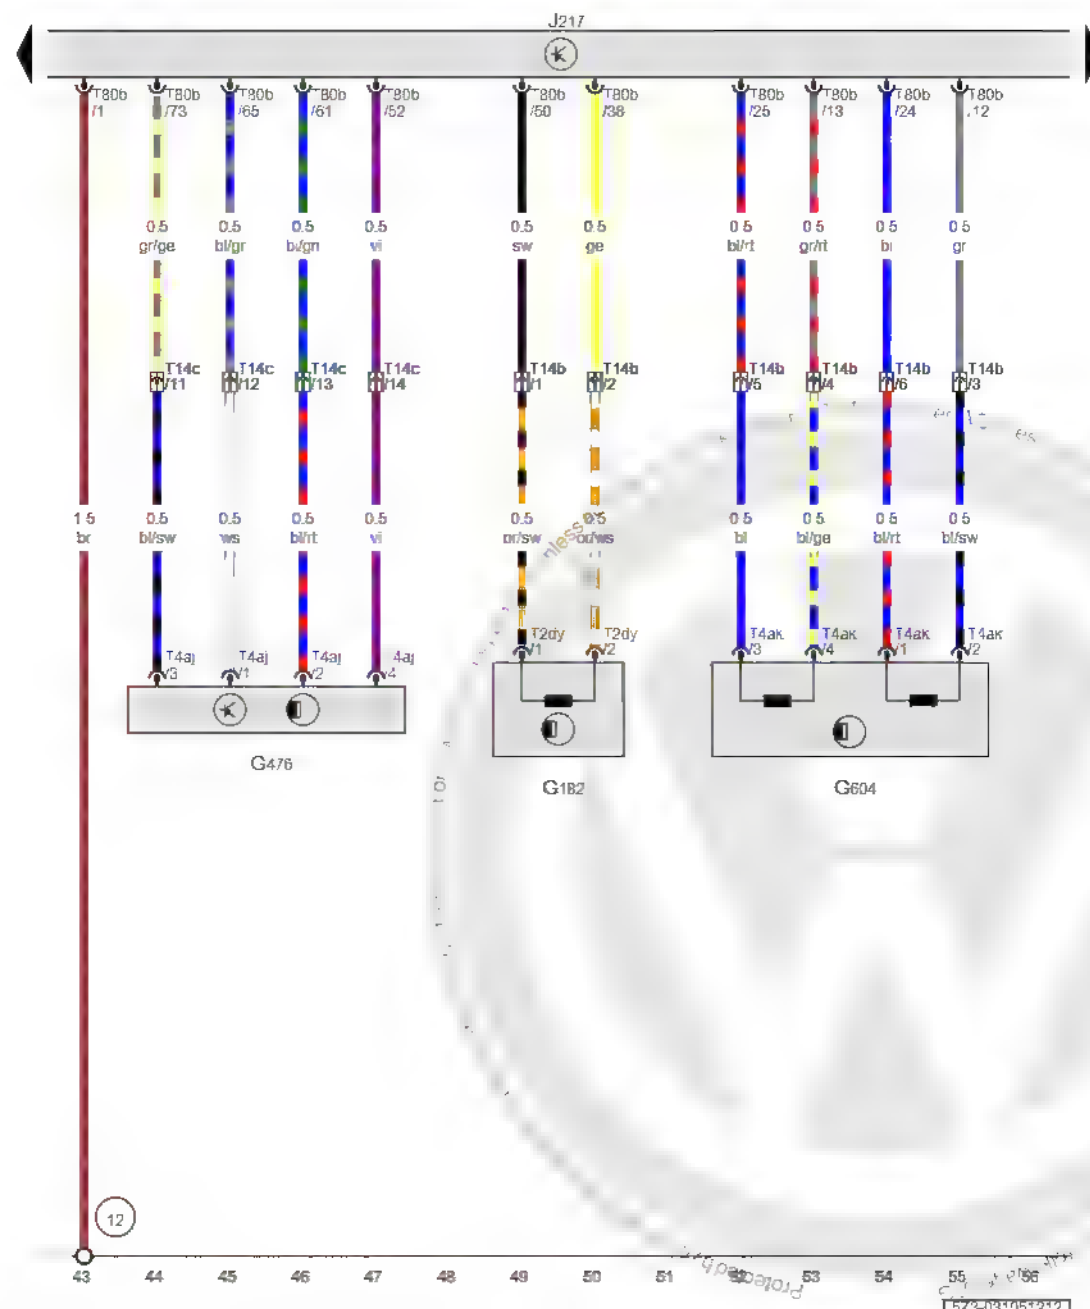 J217
T80b T80b T80b T80b T80b T80b T80b T80b T80b T80b T80b
/1 /73 /65 /61 /52 /50 /38 /25 /13 /24 /12
0.5 0.5 0.5 0.5 0.5 0.5 0.5 0.5 0.5 0.5
gr/ge bl/gr bl/gn vi sw ge bl/rt gr/rt bl gr
T14c T14c T14c T14c T14b T14b T14b T14b T14b T14b
/11 /12 /13 /14 /1 /2 /5 /4 /6 /3
1.5 0.5 0.5 0.5 0.5 0.5 0.5 0.5 0.5 0.5 0.5
br bl/sw ws bl/rt vi or/sw or/ws bl bl/ge bl/rt bl/sw
T2dy T2dy T4ak T4ak T4ak T4ak
/1 /2 /3 /4 /1 /2
T4aj T4aj T4aj T4aj
/3 /1 /2 /4
G476
G182
G604
12
43 44 45 46 47 48 49 50 51 52 53 54 55 56